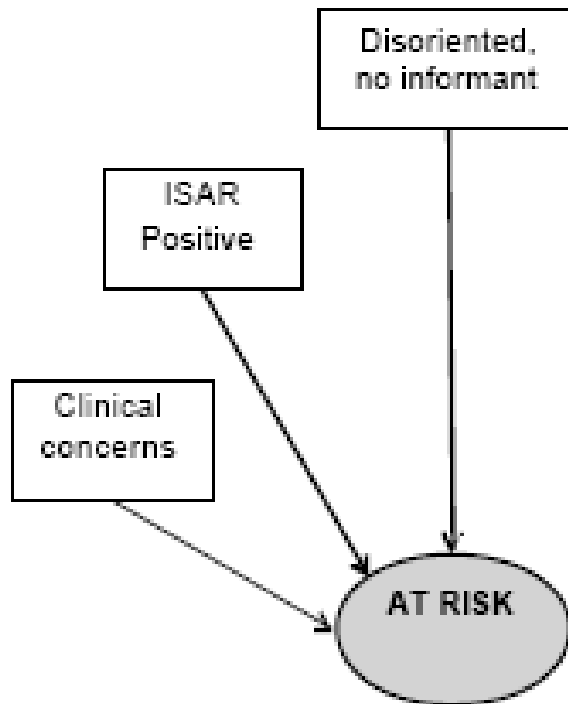 Disoriented,
no informant
ISAR
Positive
Clinical
concerns
AT RISK